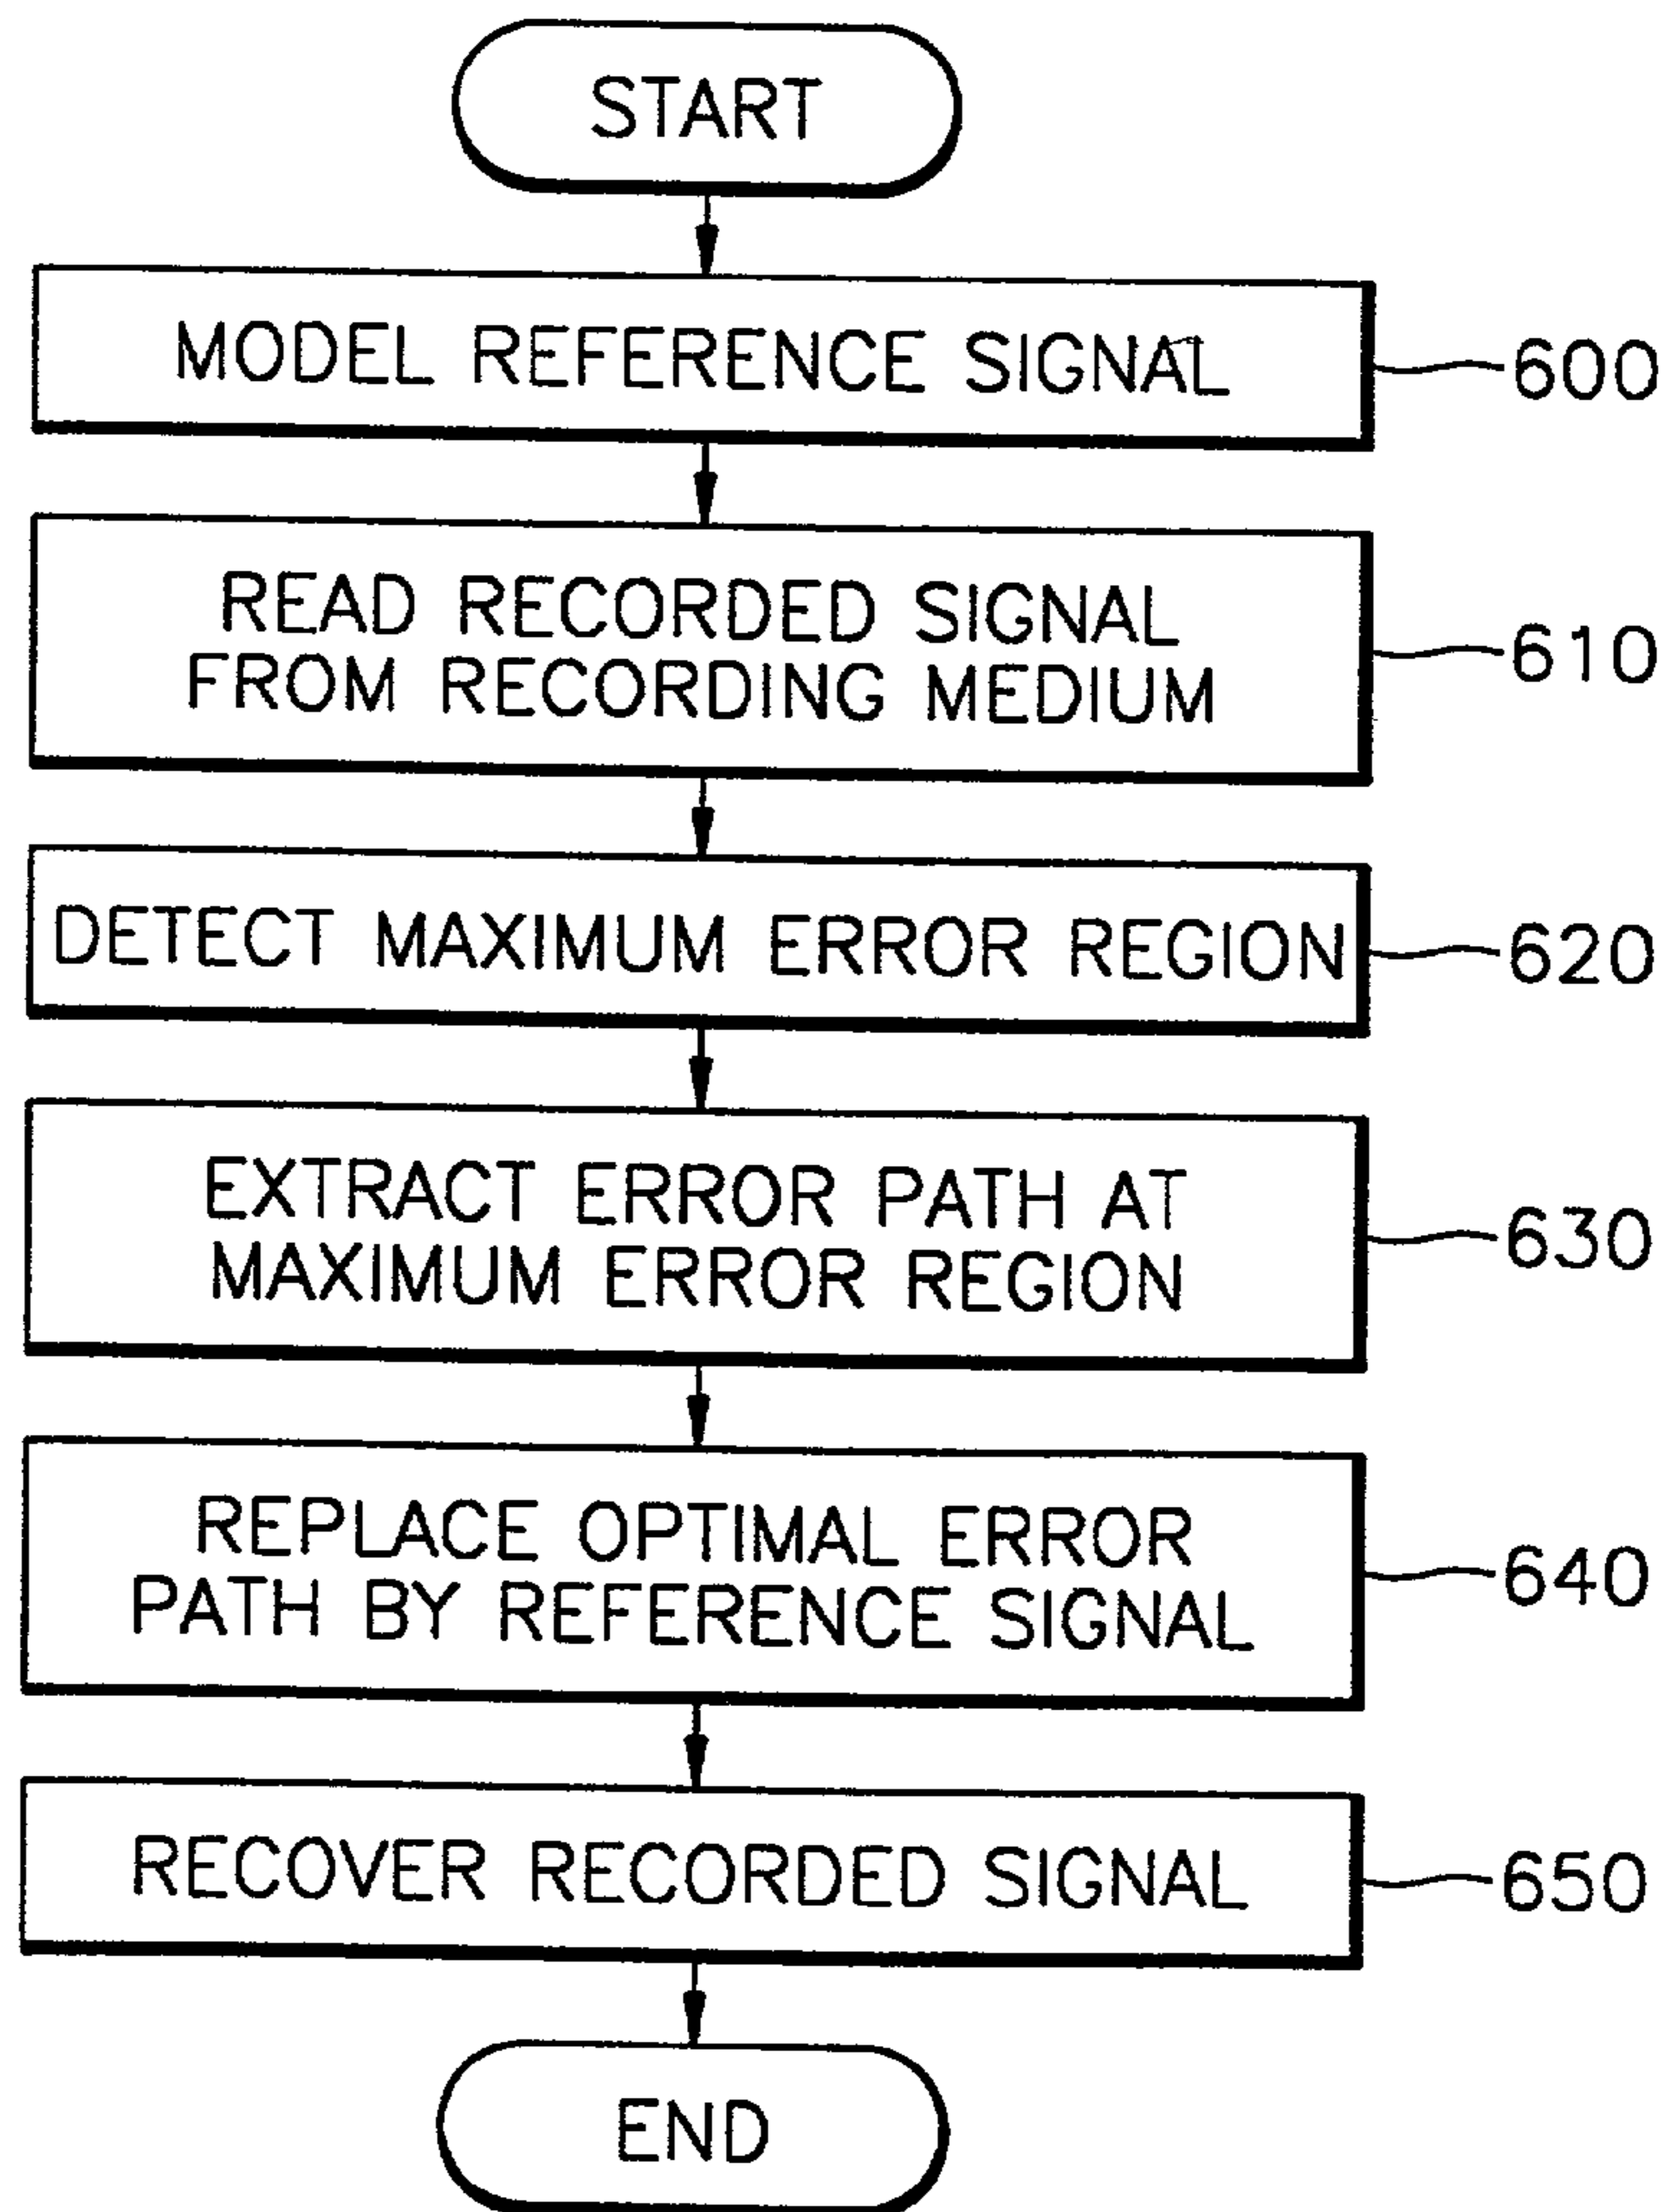 START
MODEL REFERENCE SIGNAL
600
READ RECORDED SIGNAL
FROM RECORDING MEDIUM
610
DETECT MAXIMUM ERROR REGION
620
EXTRACT ERROR PATH AT
MAXIMUM ERROR REGION
630
REPLACE OPTIMAL ERROR
PATH BY REFERENCE SIGNAL
640
RECOVER RECORDED SIGNAL
650
END